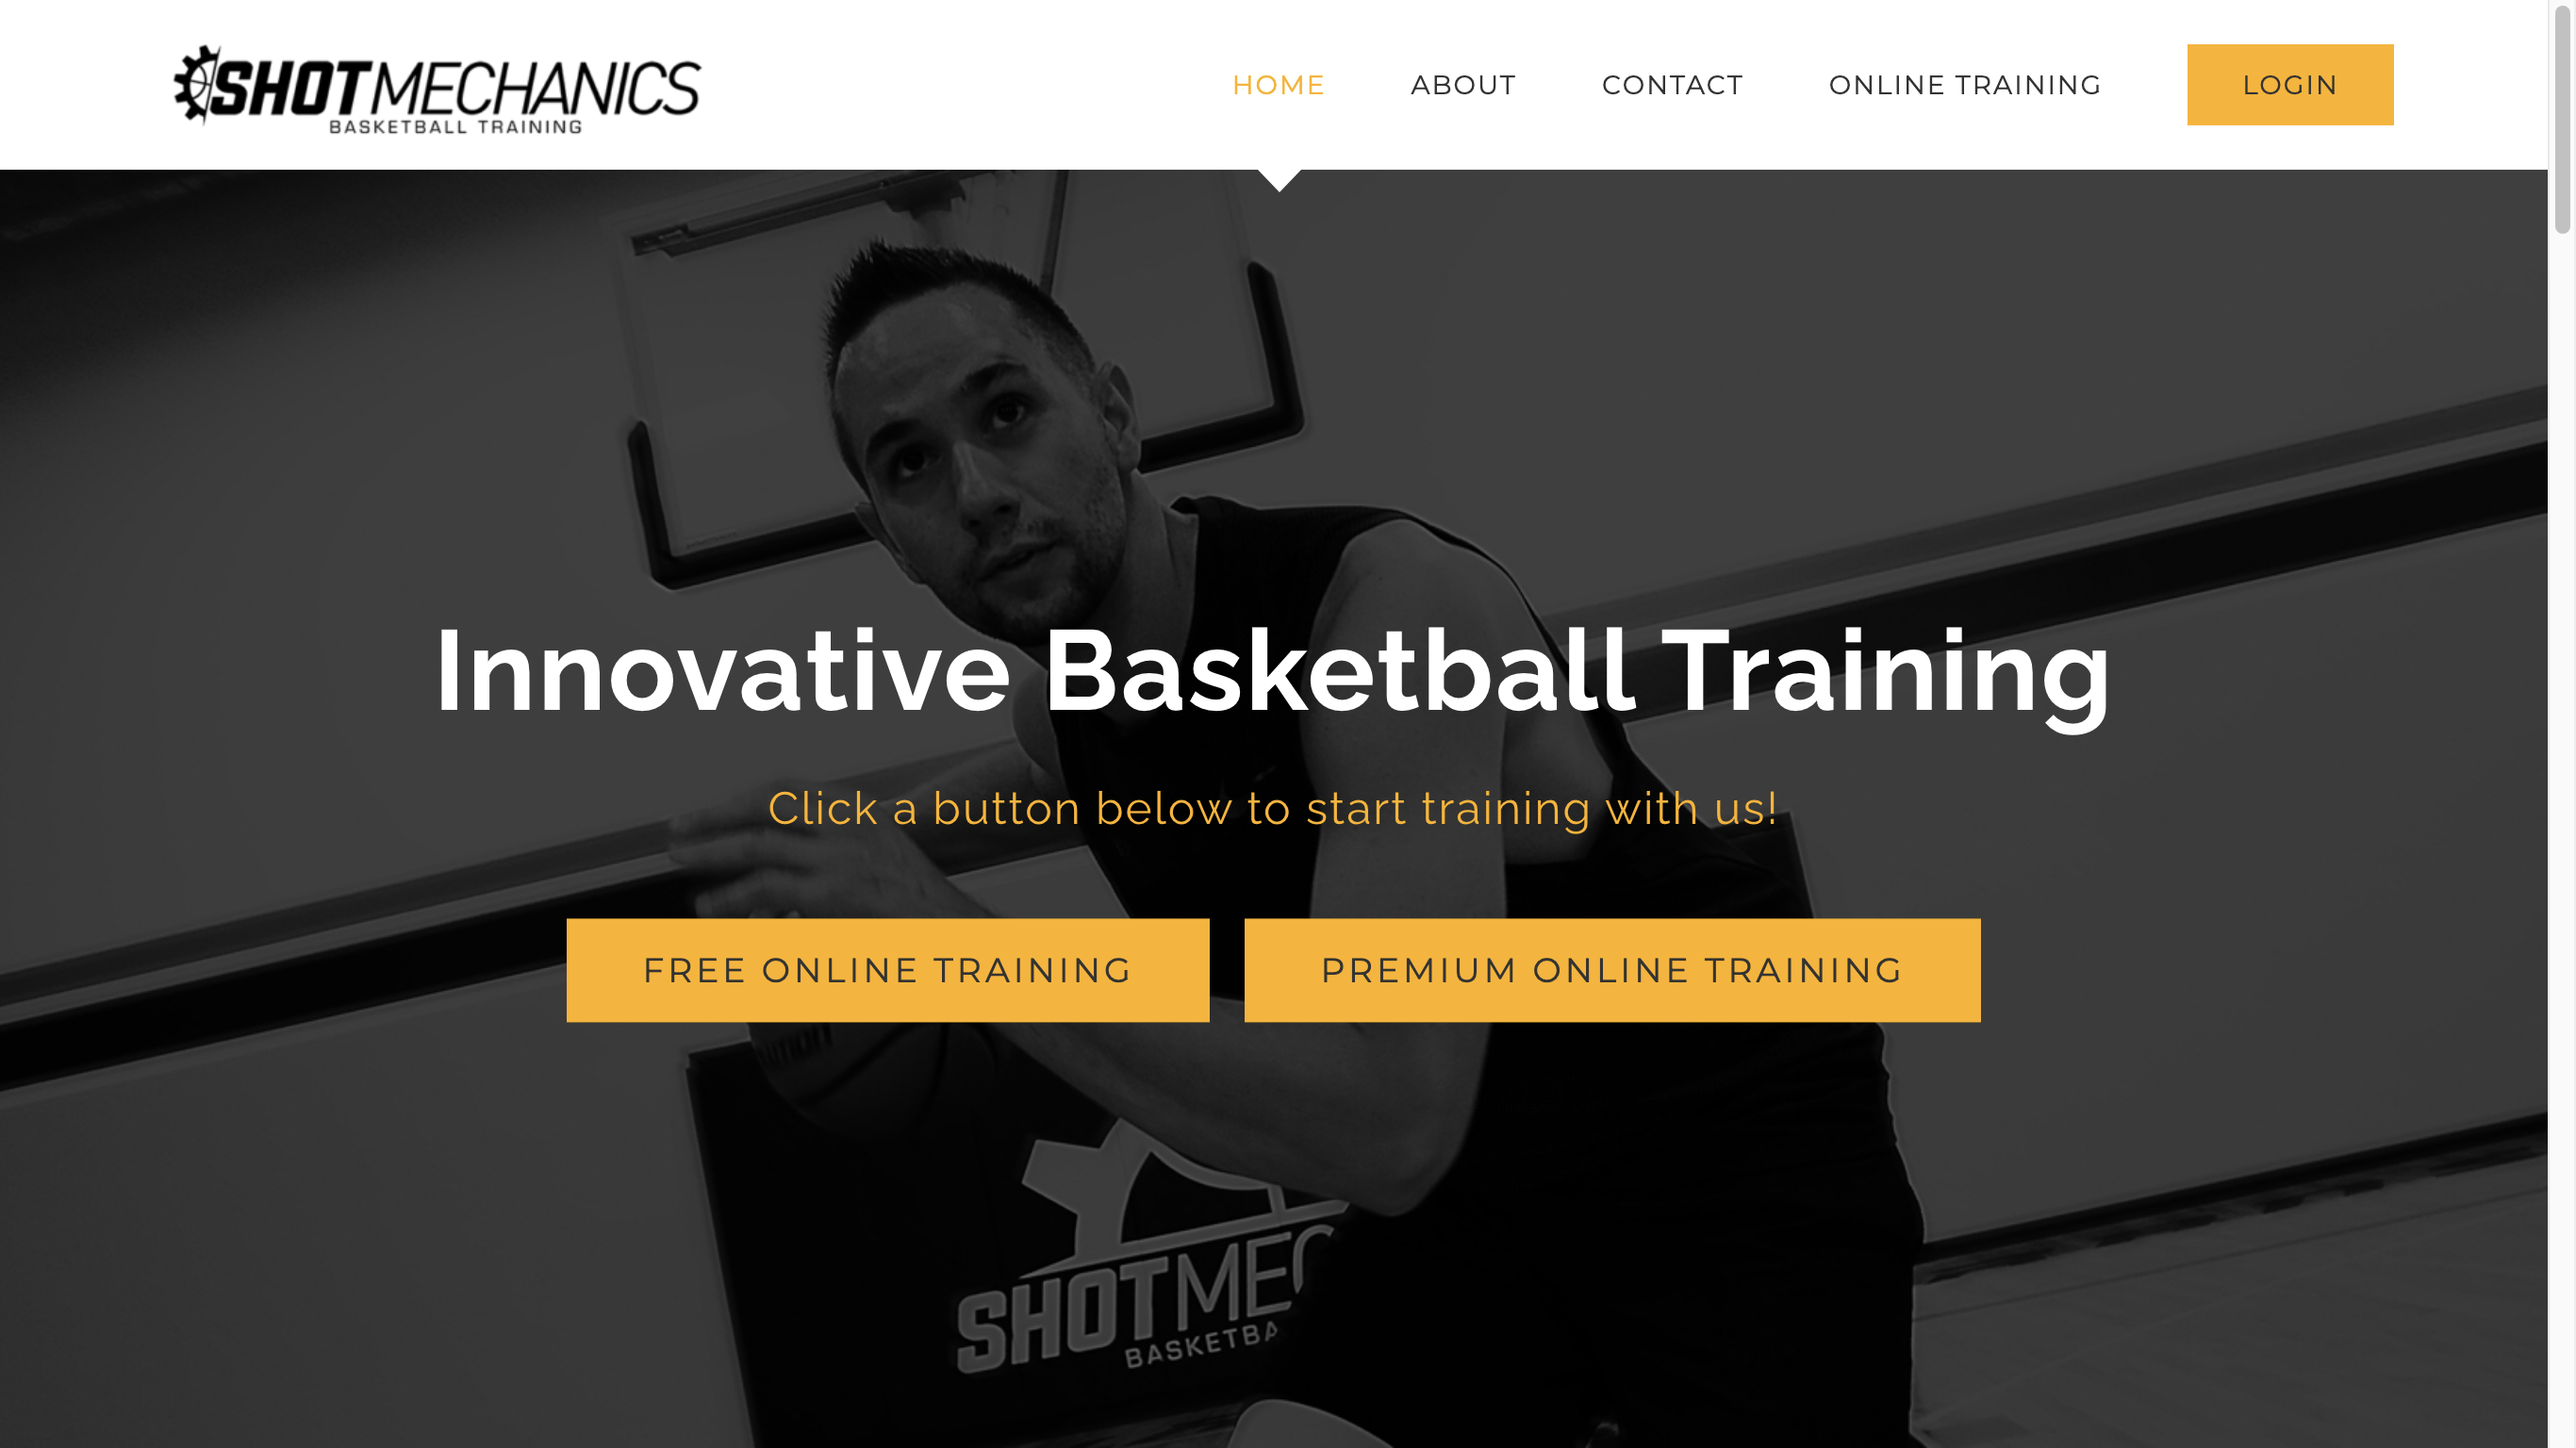 SHOTMECHANICS
BASKETBALL TRAINING
HOME
ABOUT
CONTACT
ONLINE TRAINING
LOGIN
Innovative Basketball Training
Click a button below to start training with us!
FREE ONLINE TRAINING
PREMIUM ONLINE TRAINING
SHOTMEC
BASKETBA